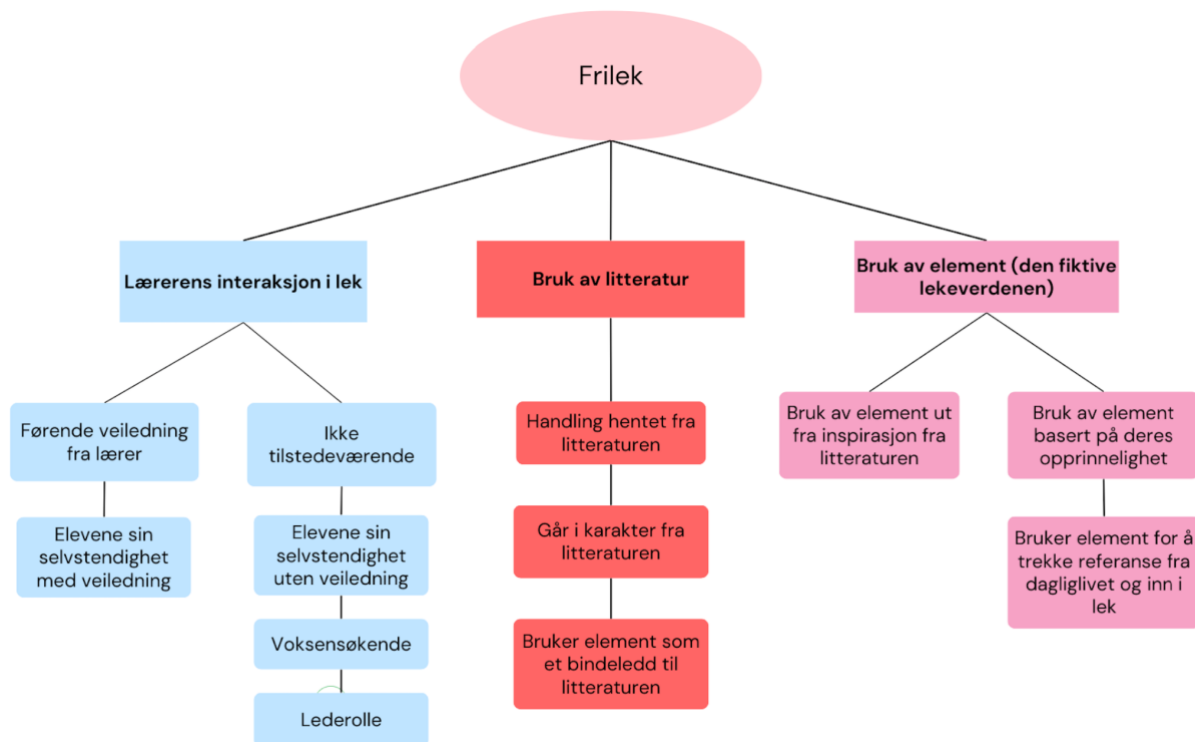 Frilek
Lærerens interaksjon i lek
Bruk av litteratur
Bruk av element (den fiktive
lekeverdenen)
Førende veiledning
fra lærer
Elevene sin
selvstendighet
med veiledning
Ikke
tilstedeværende
Elevene sin
selvstendighet
uten veiledning
Voksensøkende
Lederolle
Handling hentet fra
litteraturen
Går i karakter fra
litteraturen
Bruker element som
et bindeledd til
litteraturen
Bruk av element ut
fra inspirasjon fra
litteraturen
Bruk av element
basert på deres
opprinnelighet
Bruker element for å
trekke referanse fra
dagliglivet og inn i
lek